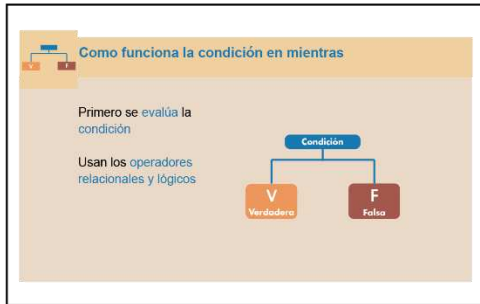 Como funciona la condición en mientras
V
F
Primero se evalúa la
condición
Usan los operadores
relacionales y lógicos
Condición
V
Verdadera
F
Falsa